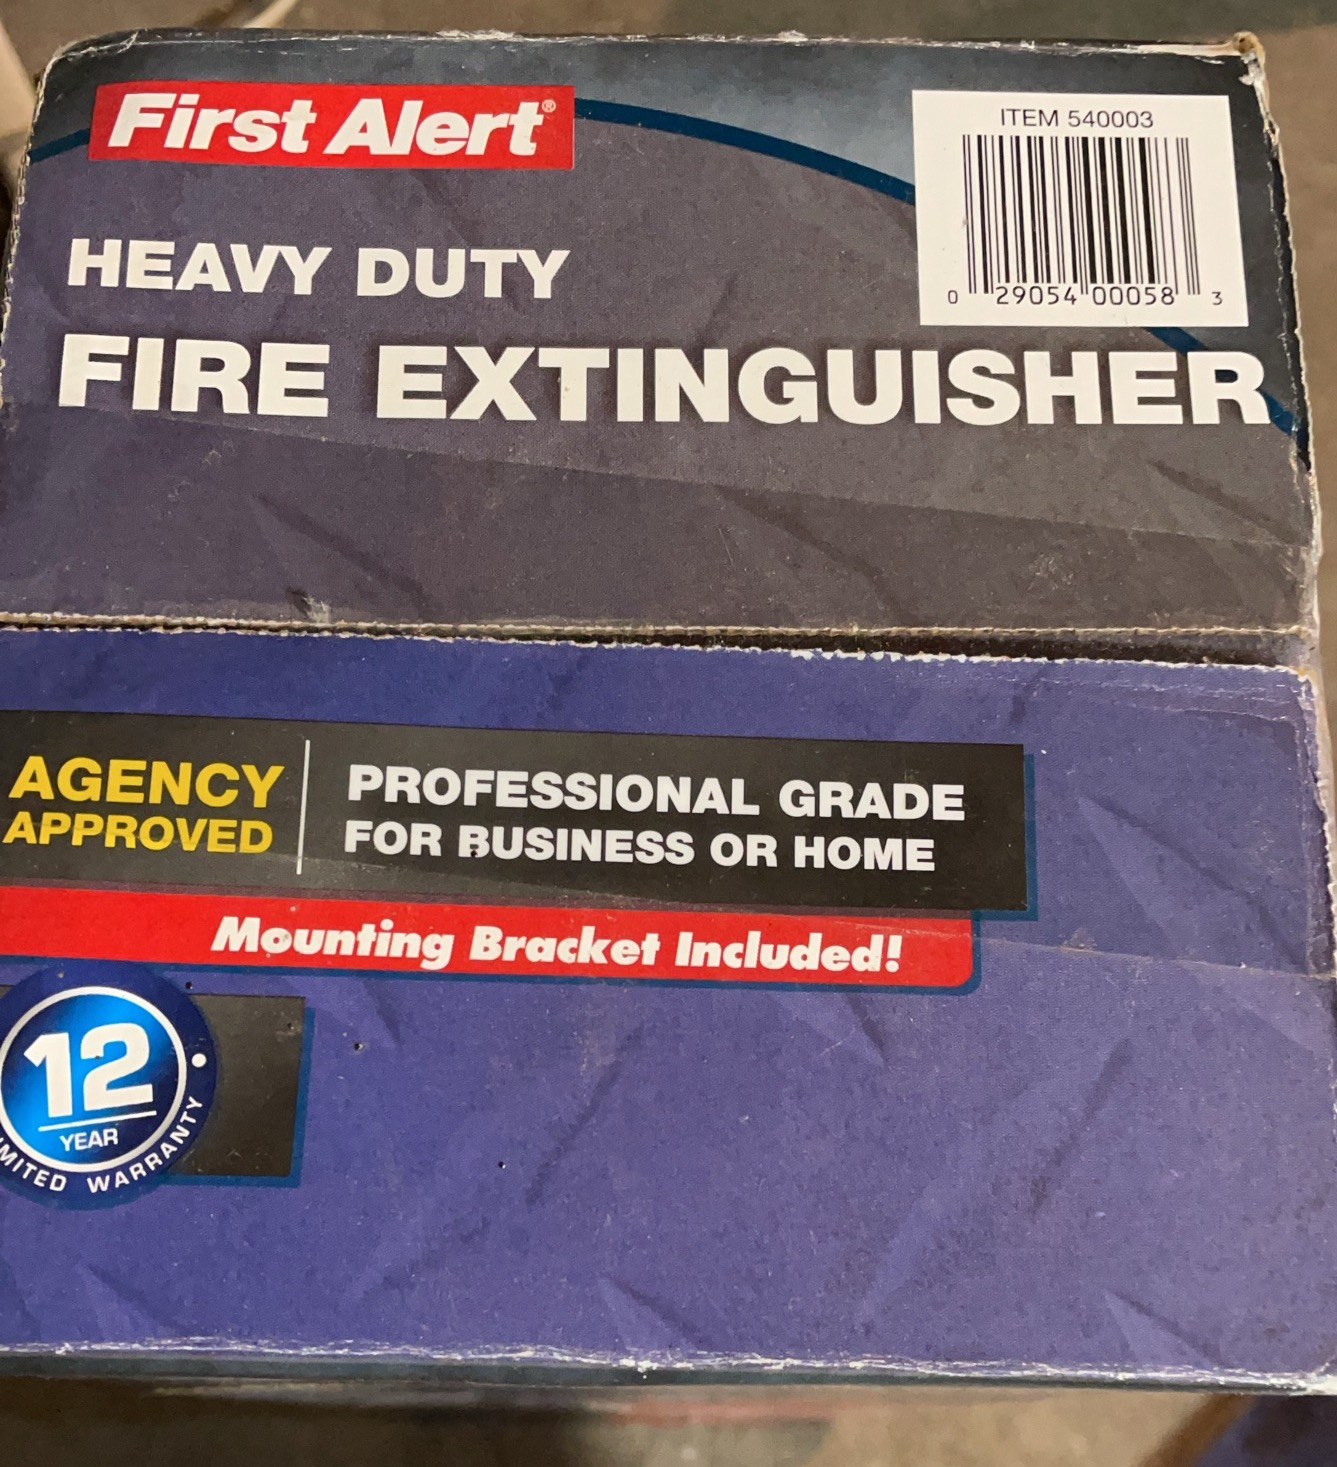 First Alert®
ITEM 540003
0 29054 00058 3
HEAVY DUTY
FIRE EXTINGUISHER
AGENCY
APPROVED
PROFESSIONAL GRADE
FOR BUSINESS OR HOME
Mounting Bracket Included!
12
YEAR
MITED WARRANTY